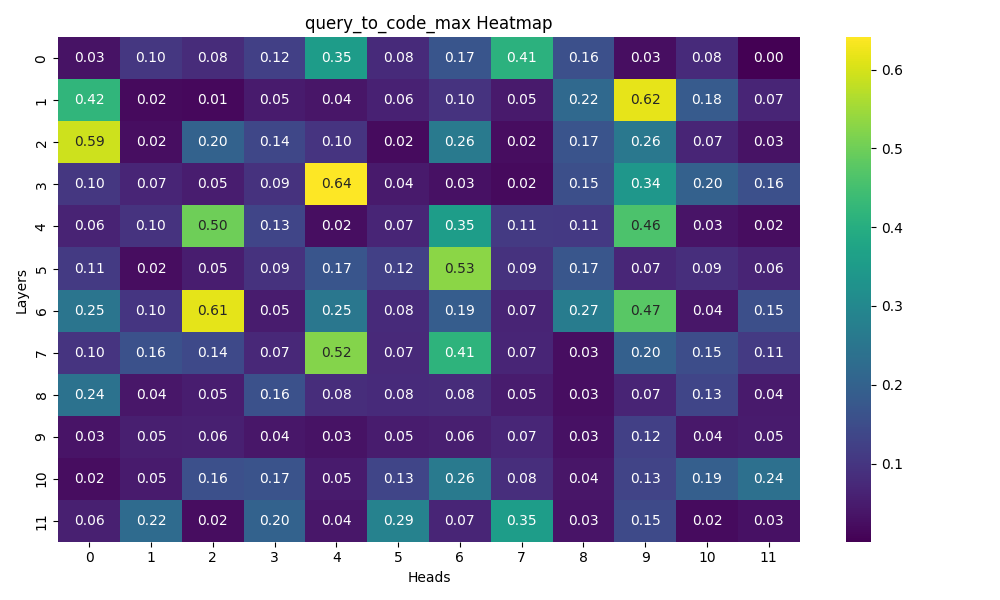 query_to_code_max Heatmap
0 0.03 0.10 0.08 0.12 0.35 0.08 0.17 0.41 0.16 0.03 0.08 0.00
1 0.42 0.02 0.01 0.05 0.04 0.06 0.10 0.05 0.22 0.62 0.18 0.07
2 0.59 0.02 0.20 0.14 0.10 0.02 0.26 0.02 0.17 0.26 0.07 0.03
3 0.10 0.07 0.05 0.09 0.64 0.04 0.03 0.02 0.15 0.34 0.20 0.16
4 0.06 0.10 0.50 0.13 0.02 0.07 0.35 0.11 0.11 0.46 0.03 0.02
5 0.11 0.02 0.05 0.09 0.17 0.12 0.53 0.09 0.17 0.07 0.09 0.06
6 0.25 0.10 0.61 0.05 0.25 0.08 0.19 0.07 0.27 0.47 0.04 0.15
7 0.10 0.16 0.14 0.07 0.52 0.07 0.41 0.07 0.03 0.20 0.15 0.11
8 0.24 0.04 0.05 0.16 0.08 0.08 0.08 0.05 0.03 0.07 0.13 0.04
9 0.03 0.05 0.06 0.04 0.03 0.05 0.06 0.07 0.03 0.12 0.04 0.05
10 0.02 0.05 0.16 0.17 0.05 0.13 0.26 0.08 0.04 0.13 0.19 0.24
11 0.06 0.22 0.02 0.20 0.04 0.29 0.07 0.35 0.03 0.15 0.02 0.03
0 1 2 3 4 5 6 7 8 9 10 11
Heads
Layers
0.6
0.5
0.4
0.3
0.2
0.1